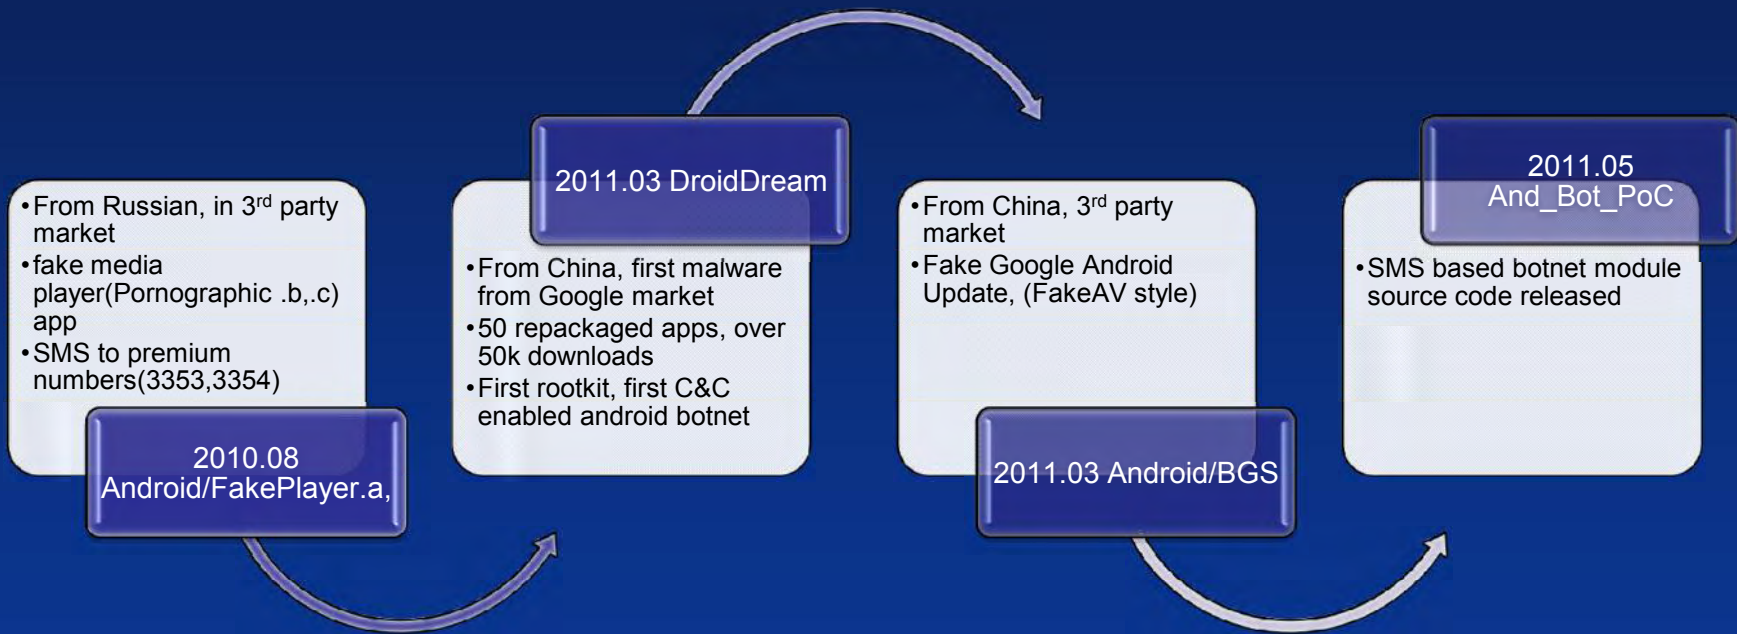 •From Russian, in 3rd party
market
•fake media
player(Pornographic .b,.c)
app
•SMS to premium
numbers(3353,3354)
2010.08
Android/FakePlayer.a,
2011.03 DroidDream
•From China, first malware
from Google market
•50 repackaged apps, over
50k downloads
•First rootkit, first C&C
enabled android botnet
•From China, 3rd party
market
•Fake Google Android
Update, (FakeAV style)
2011.03 Android/BGS
2011.05
And_Bot_PoC
•SMS based botnet module
source code released